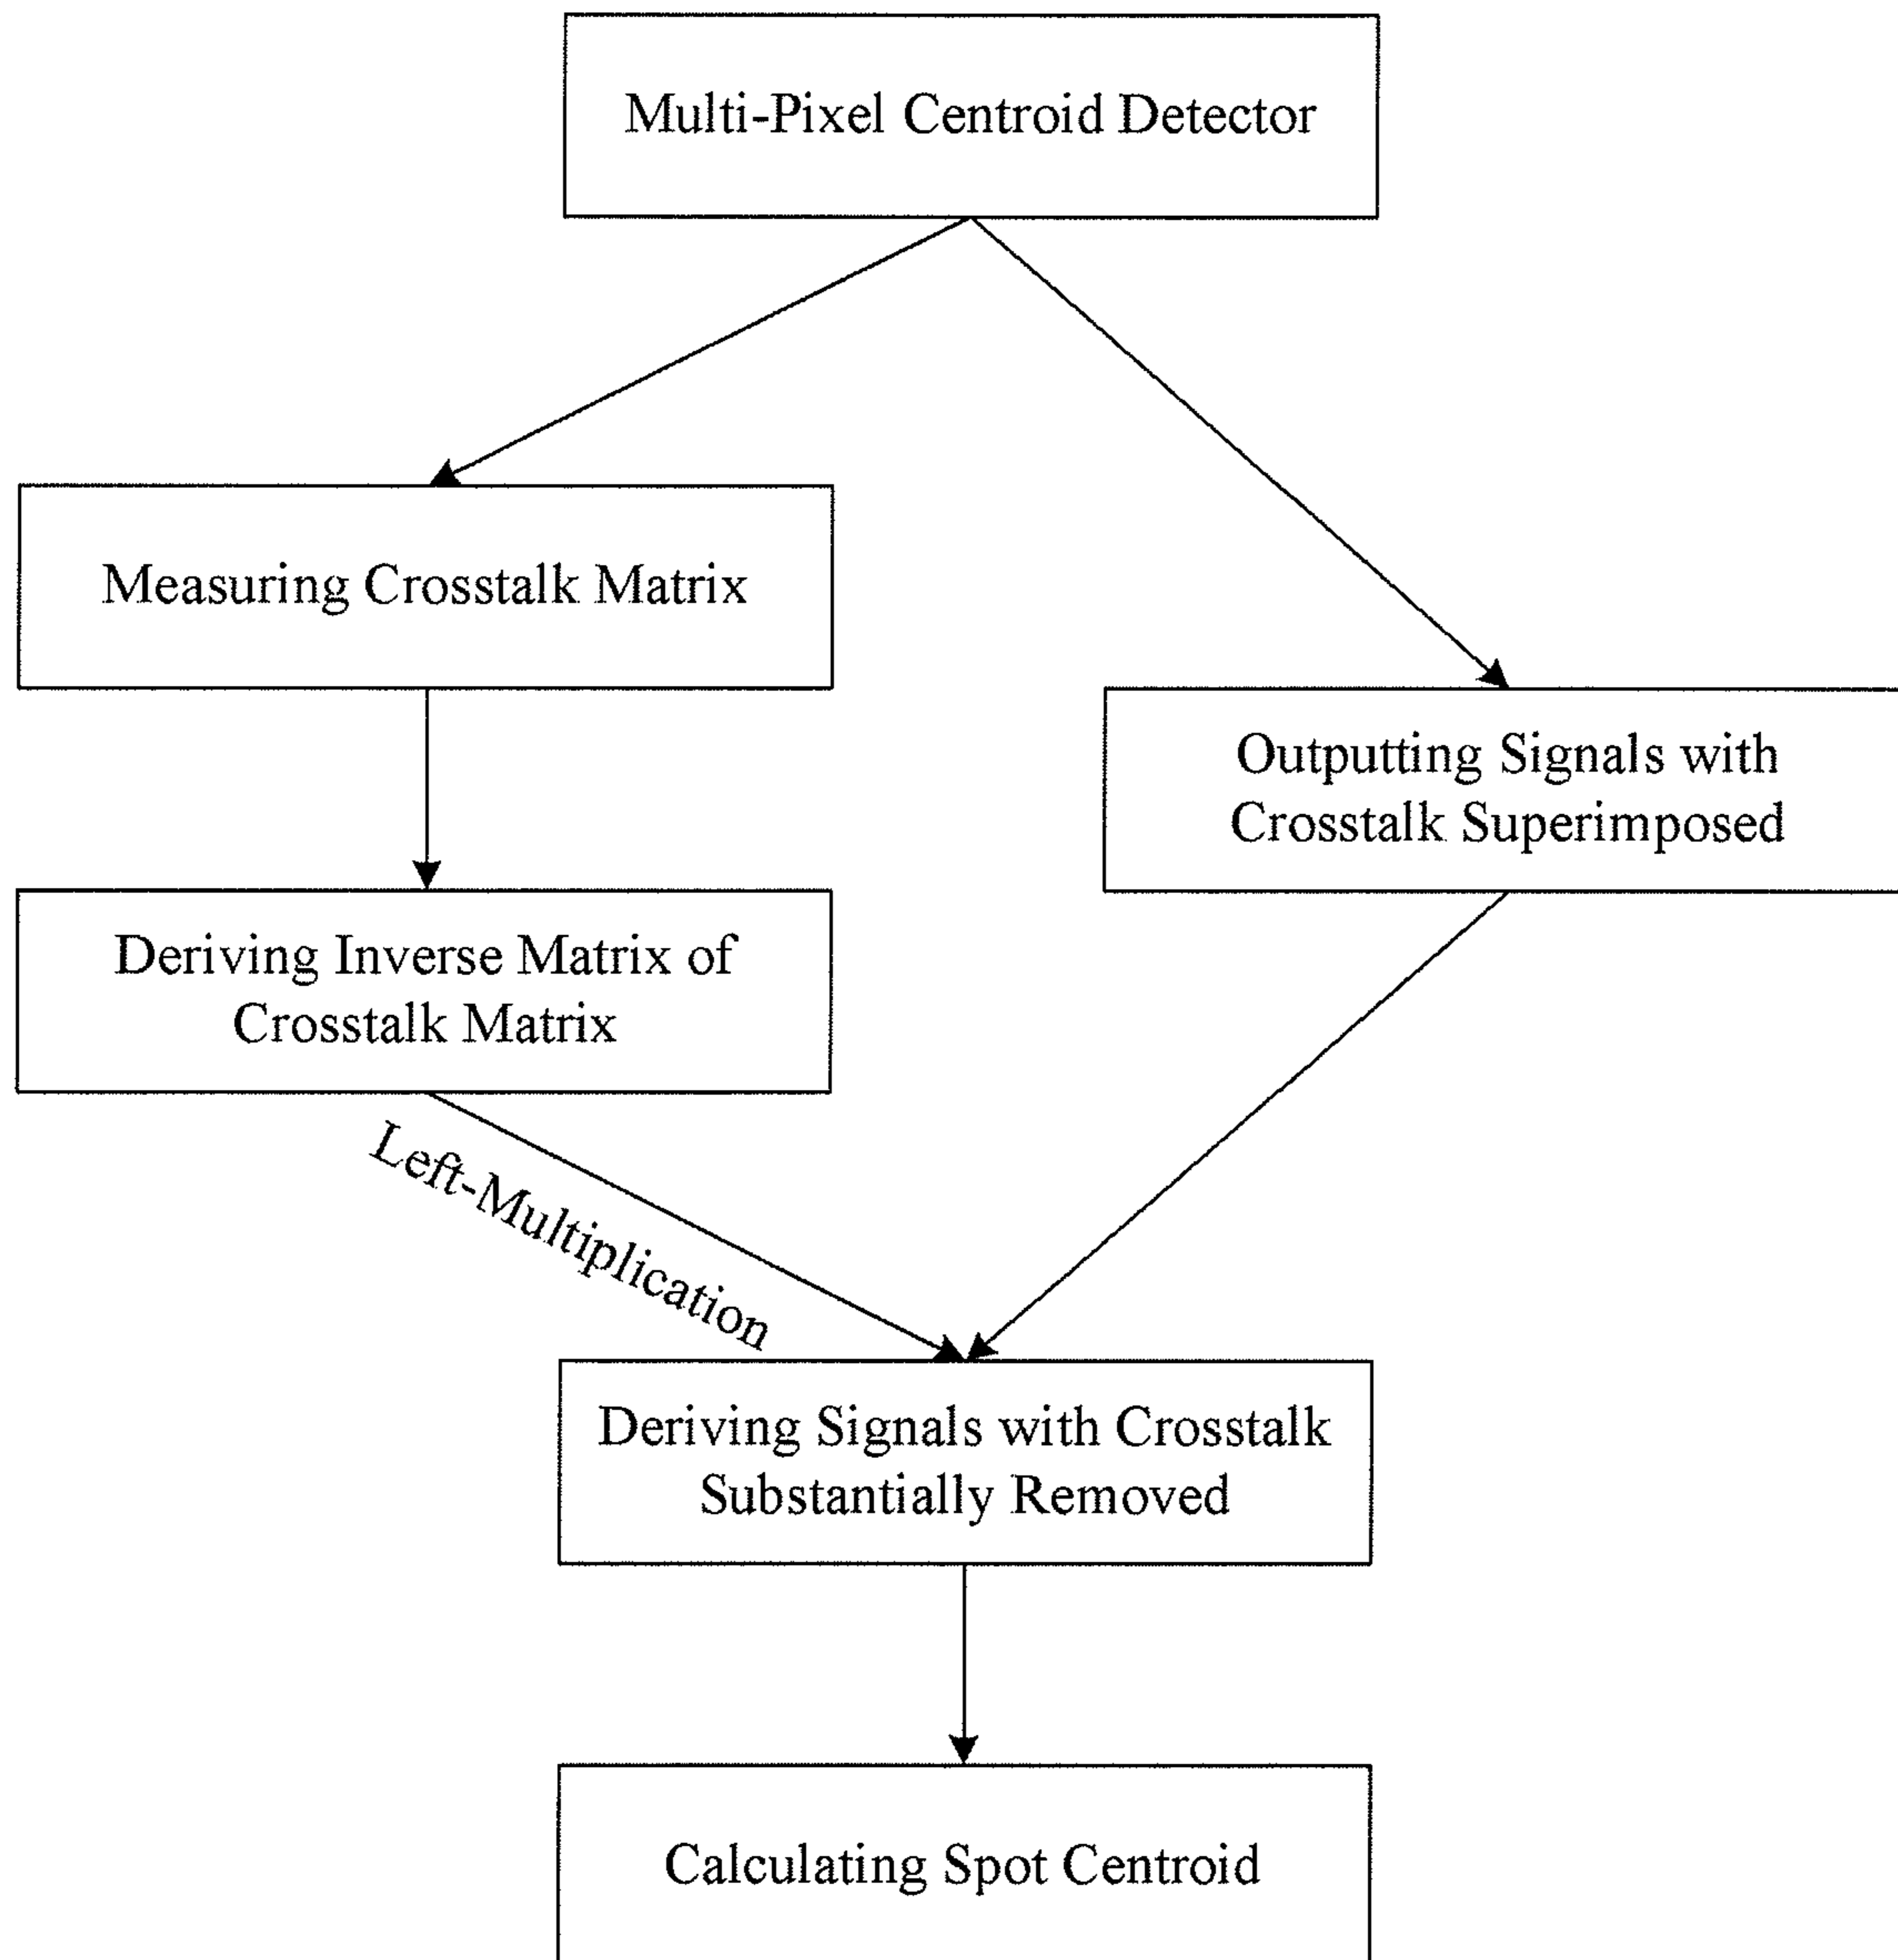 Multi-Pixel Centroid Detector
Measuring Crosstalk Matrix
Outputting Signals with
Crosstalk Superimposed
Deriving Inverse Matrix of
Crosstalk Matrix
Left-Multiplication
Deriving Signals with Crosstalk
Substantially Removed
Calculating Spot Centroid